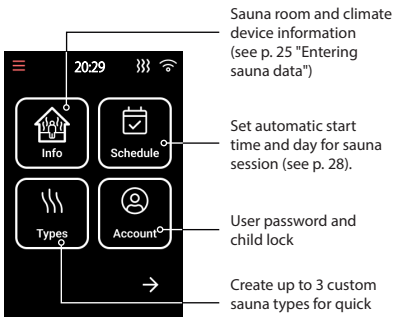 Sauna room and climate
device information
(see p. 25 "Entering
sauna data")
20:29
Info
Schedule
Set automatic start
time and day for sauna
session (see p. 28).
Types
Account
User password and
child lock
Create up to 3 custom
sauna types for quick